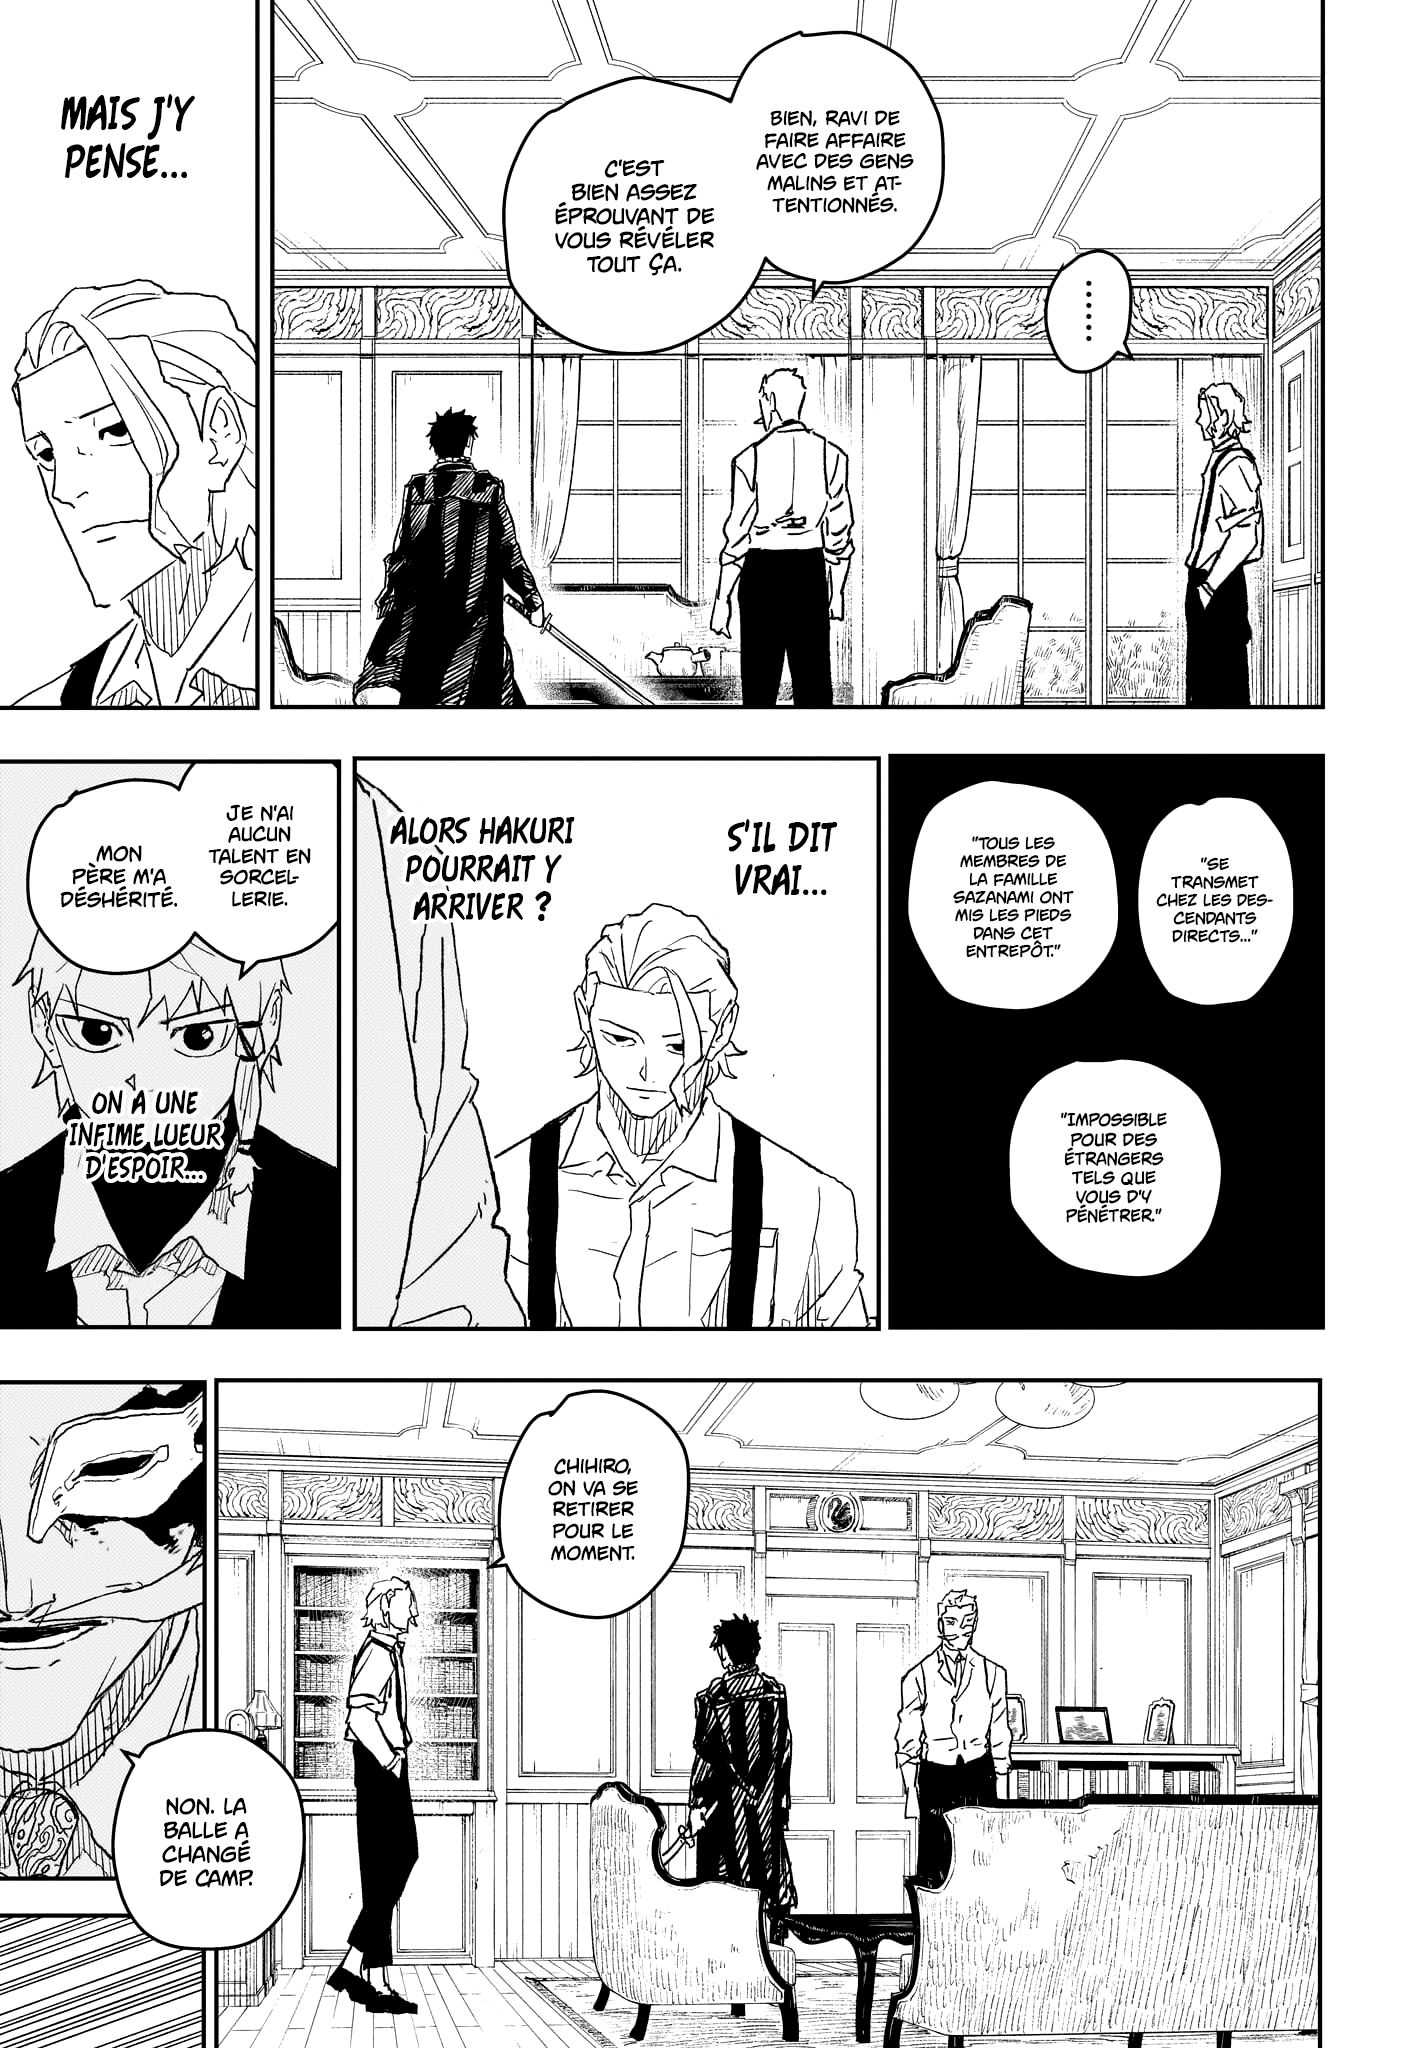 BIEN, RAVI DE
FAIRE AFFAIRE
AVEC DES GENS
MALINS ET AT-
TENTIONNÉS.
C'EST
BIEN ASSEZ
ÉPROUVANT DE
VOUS RÉVÉLER
TOUT ÇA.
......
MAIS J'Y
PENSE...
"SE
TRANSMET
CHEZ LES DES-
CENDANTS
DIRECTS..."
"TOUS LES
MEMBRES DE
LA FAMILLE
SAZANAMI ONT
MIS LES PIEDS
DANS CET
ENTREPÔT."
"IMPOSSIBLE
POUR DES
ÉTRANGERS
TELS QUE
VOUS D'Y
PÉNÉTRER."
S'IL DIT
VRAI...
ALORS HAKURI
POURRAIT Y
ARRIVER ?
JE N'AI
AUCUN
TALENT EN
SORCEL-
LERIE.
MON
PÈRE M'A
DÉSHÉRITÉ.
ON A UNE
INFIME LUEUR
D'ESPOIR...
CHIHIRO,
ON VA SE
RETIRER
POUR LE
MOMENT.
NON. LA
BALLE A
CHANGÉ
DE CAMP.